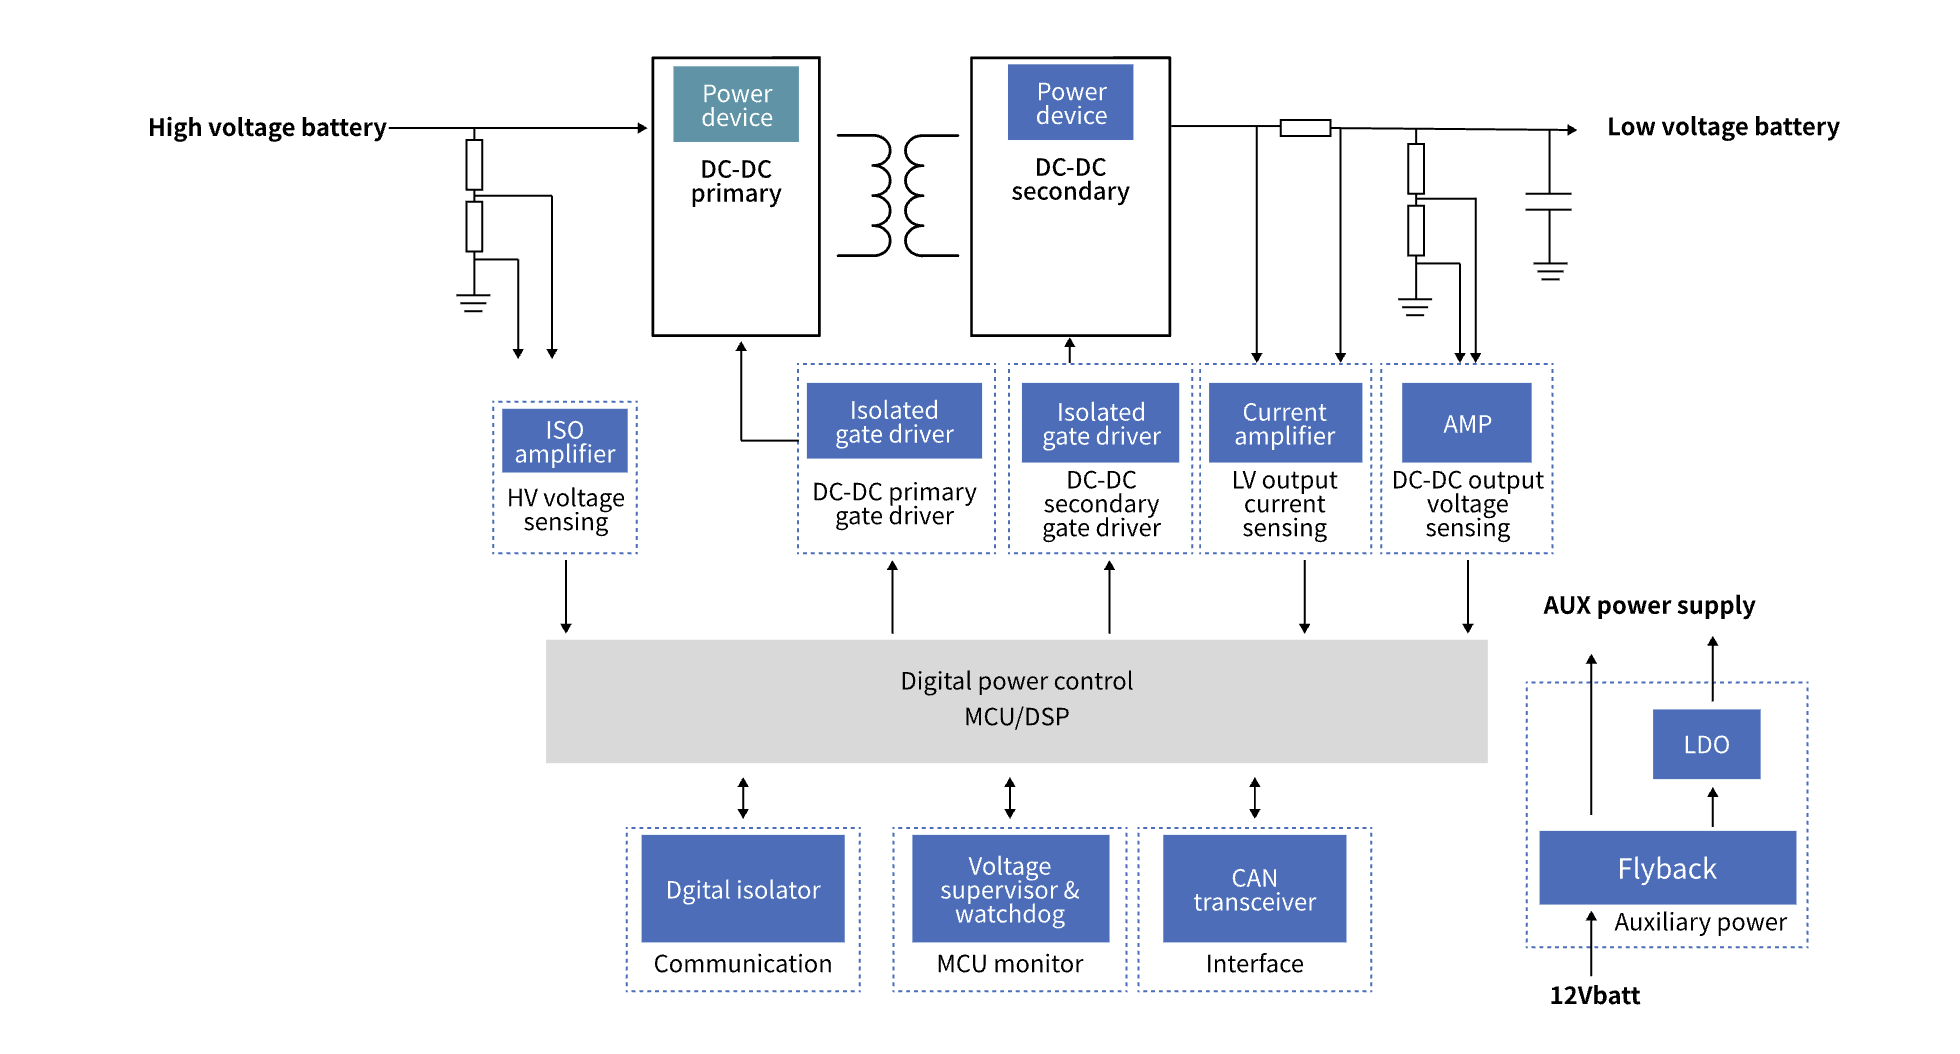 High voltage battery
Power
device
DC-DC
primary
Power
device
DC-DC
secondary
Low voltage battery
ISO
amplifier
HV voltage
sensing
Isolated
gate driver
DC-DC primary
gate driver
Isolated
gate driver
DC-DC
secondary
gate driver
Current
amplifier
LV output
current
sensing
AMP
DC-DC output
voltage
sensing
Digital power control
MCU/DSP
Dgital isolator
Communication
Voltage
supervisor &
watchdog
MCU monitor
CAN
transceiver
Interface
AUX power supply
LDO
Flyback
Auxiliary power
12Vbatt